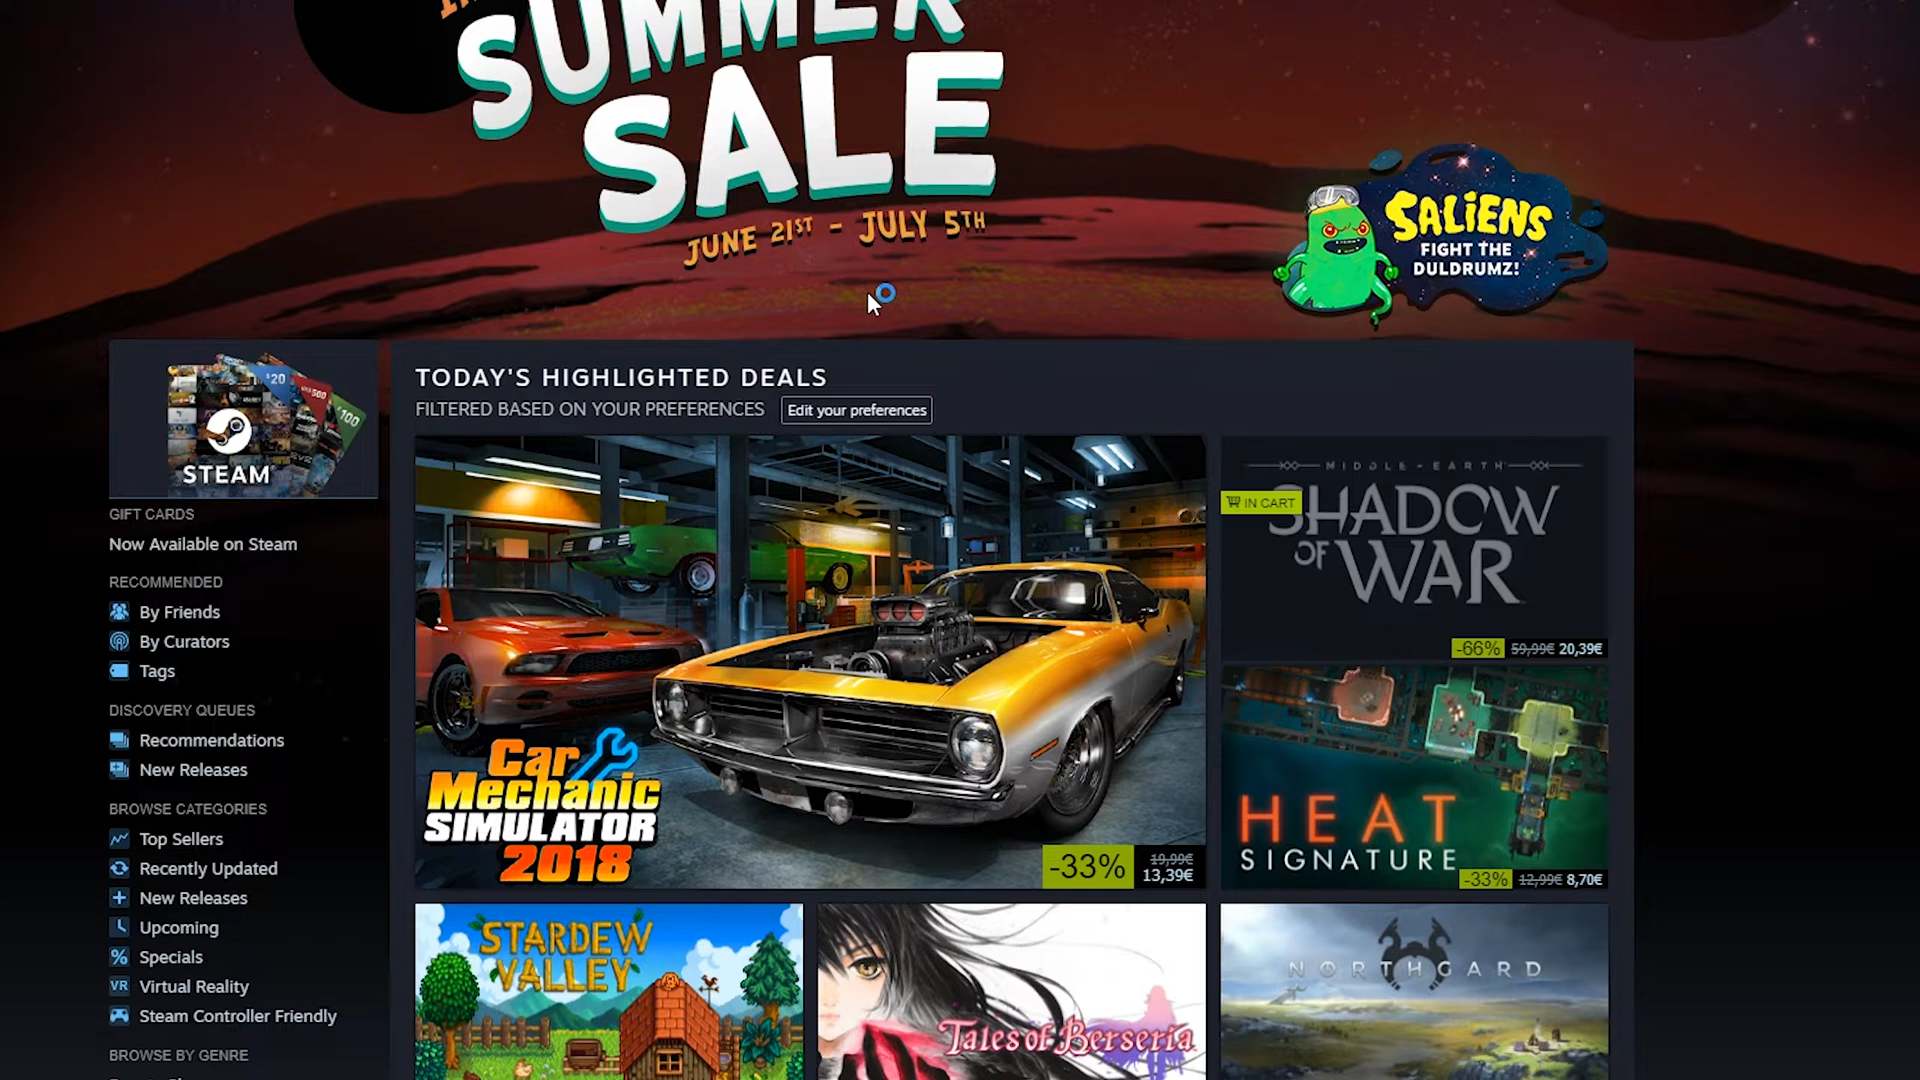 SUMMER
SALE
JUNE 21ST - JULY 5TH
SALIENS
FIGHT THE
DULDRUMZ!
$20
500
100
STEAM
GIFT CARDS
Now Available on Steam
RECOMMENDED
By Friends
By Curators
Tags
DISCOVERY QUEUES
Recommendations
New Releases
BROWSE CATEGORIES
Top Sellers
Recently Updated
New Releases
Upcoming
Specials
VR Virtual Reality
Steam Controller Friendly
BROWSE BY GENRE
TODAY'S HIGHLIGHTED DEALS
FILTERED BASED ON YOUR PREFERENCES Edit your preferences
Car
Mechanic
SIMULATOR
2018
-33% 19,99€
13,39€
MIDDLE-EARTH
IN CART
SHADOW
OF WAR
-66% 59,99€ 20,39€
HEAT
SIGNATURE
-33% 12,99€ 8,70€
STARDEW
VALLEY
Tales of Berseria
NORTHGARD